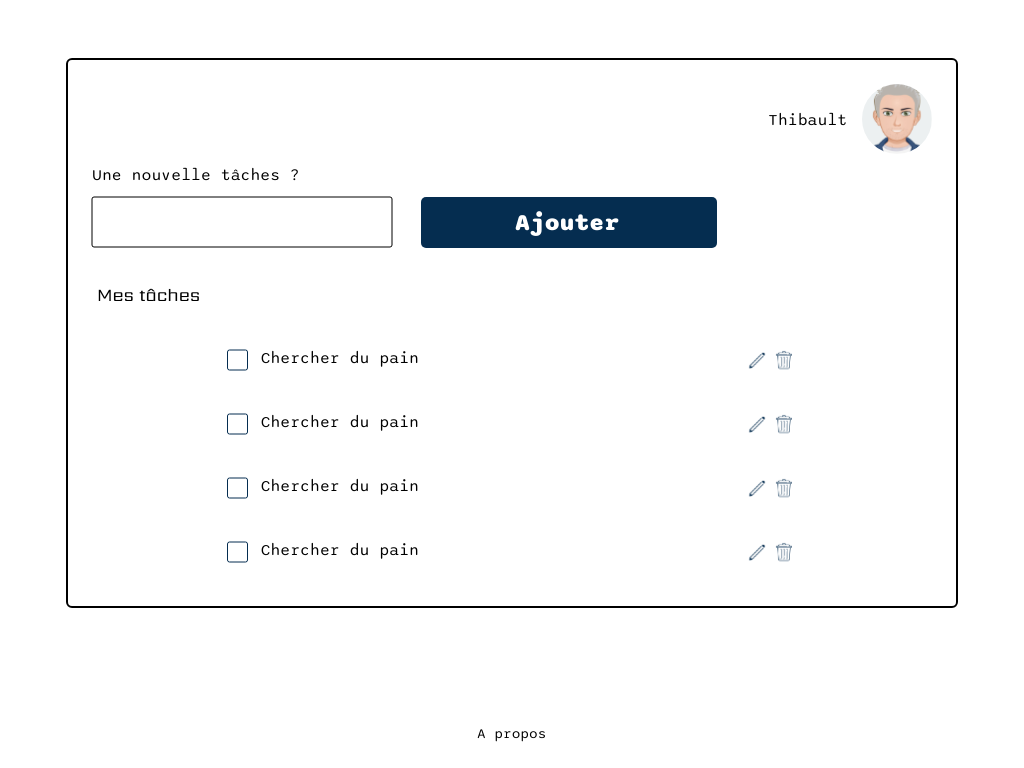 Thibault
Une nouvelle tâches ?
Ajouter
Mes tâches
Chercher du pain
Chercher du pain
Chercher du pain
Chercher du pain
A propos